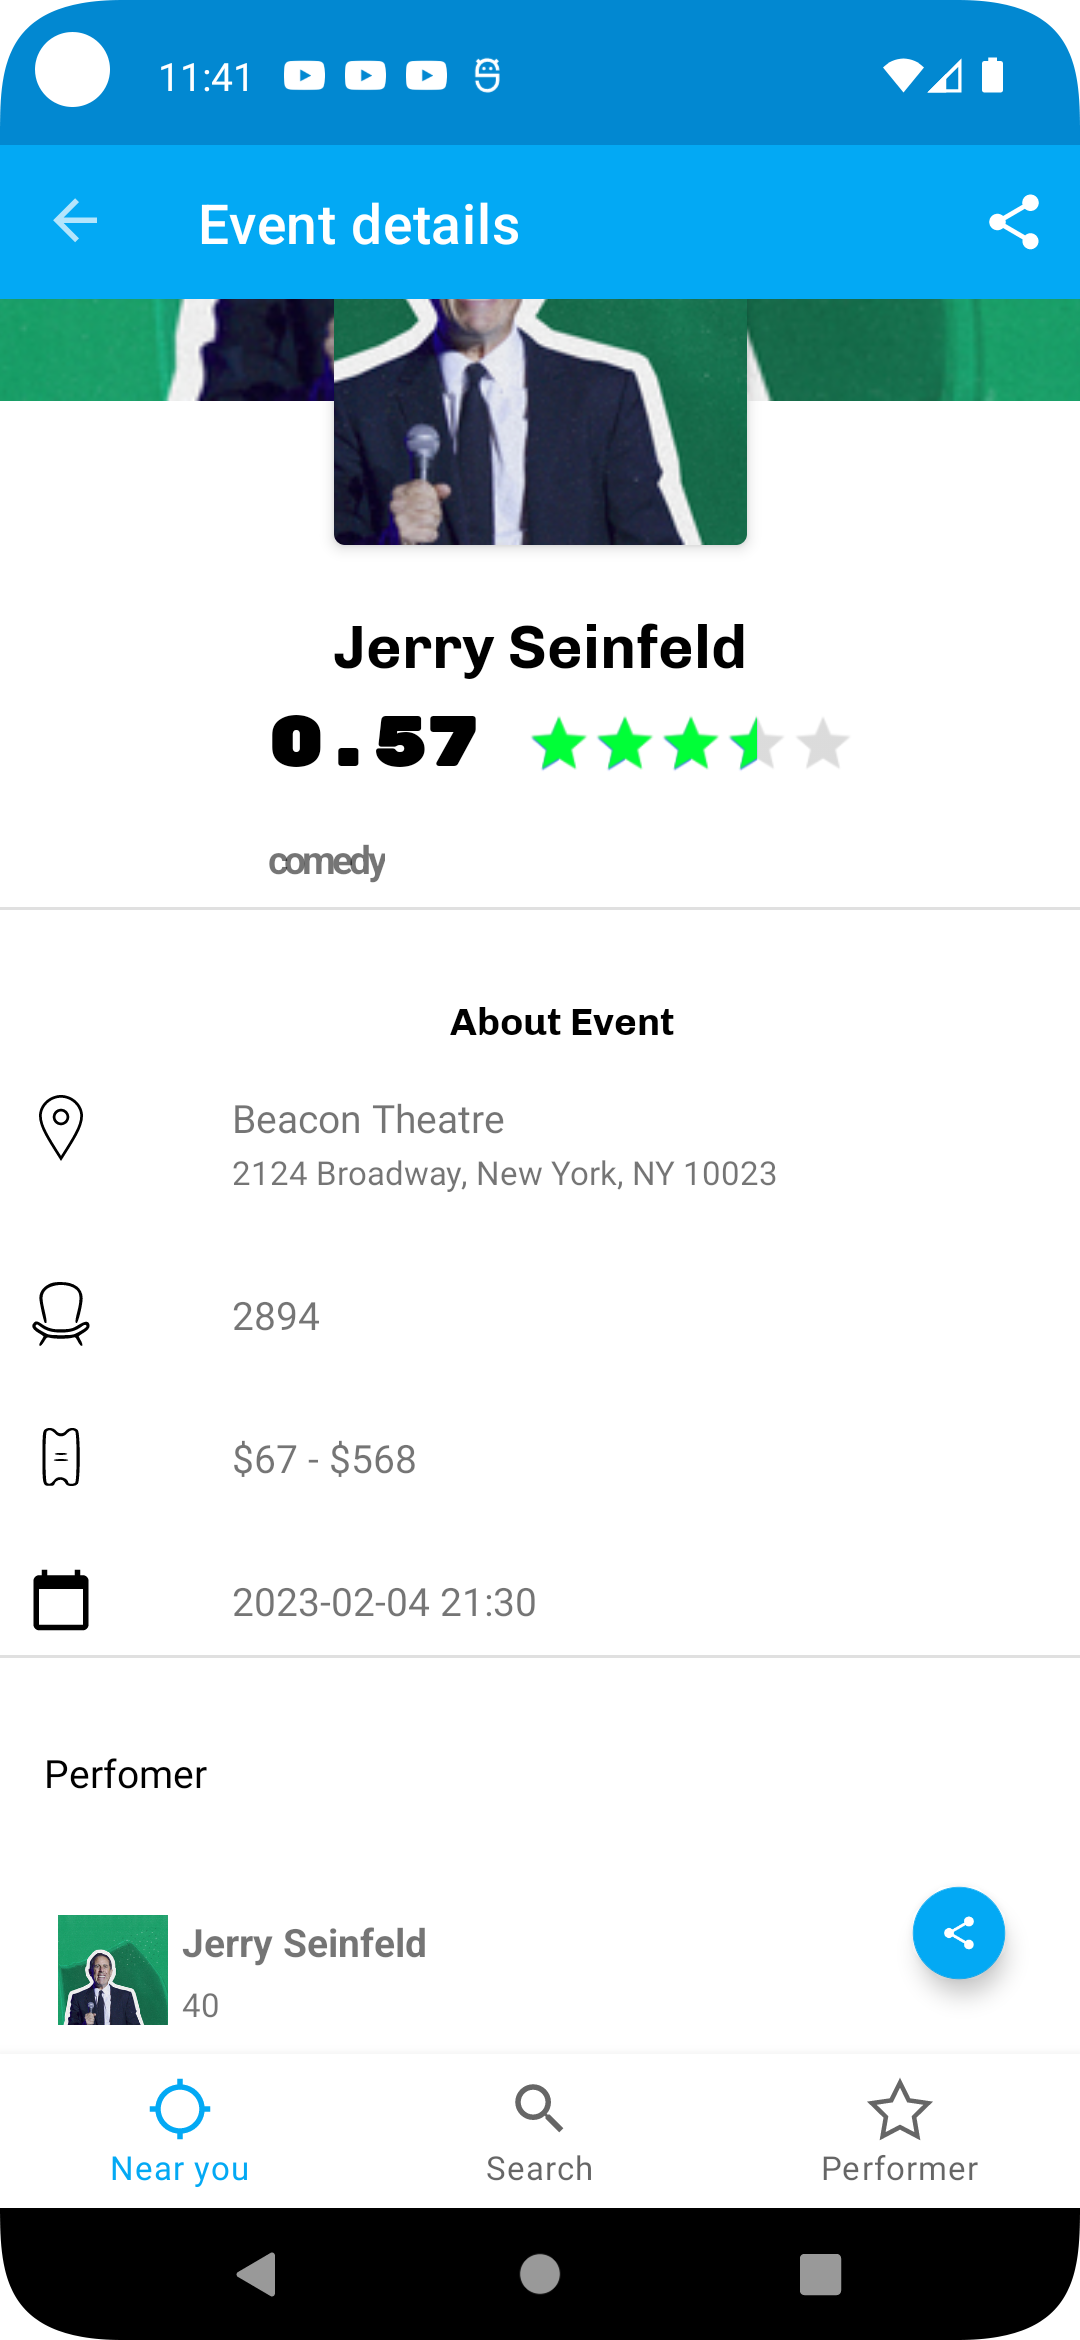 11:41
Event details
Jerry Seinfeld
0.57
comedy
About Event
Beacon Theatre
2124 Broadway, New York, NY 10023
2894
$67 - $568
2023-02-04 21:30
Perfomer
Jerry Seinfeld
40
Near you
Search
Performer